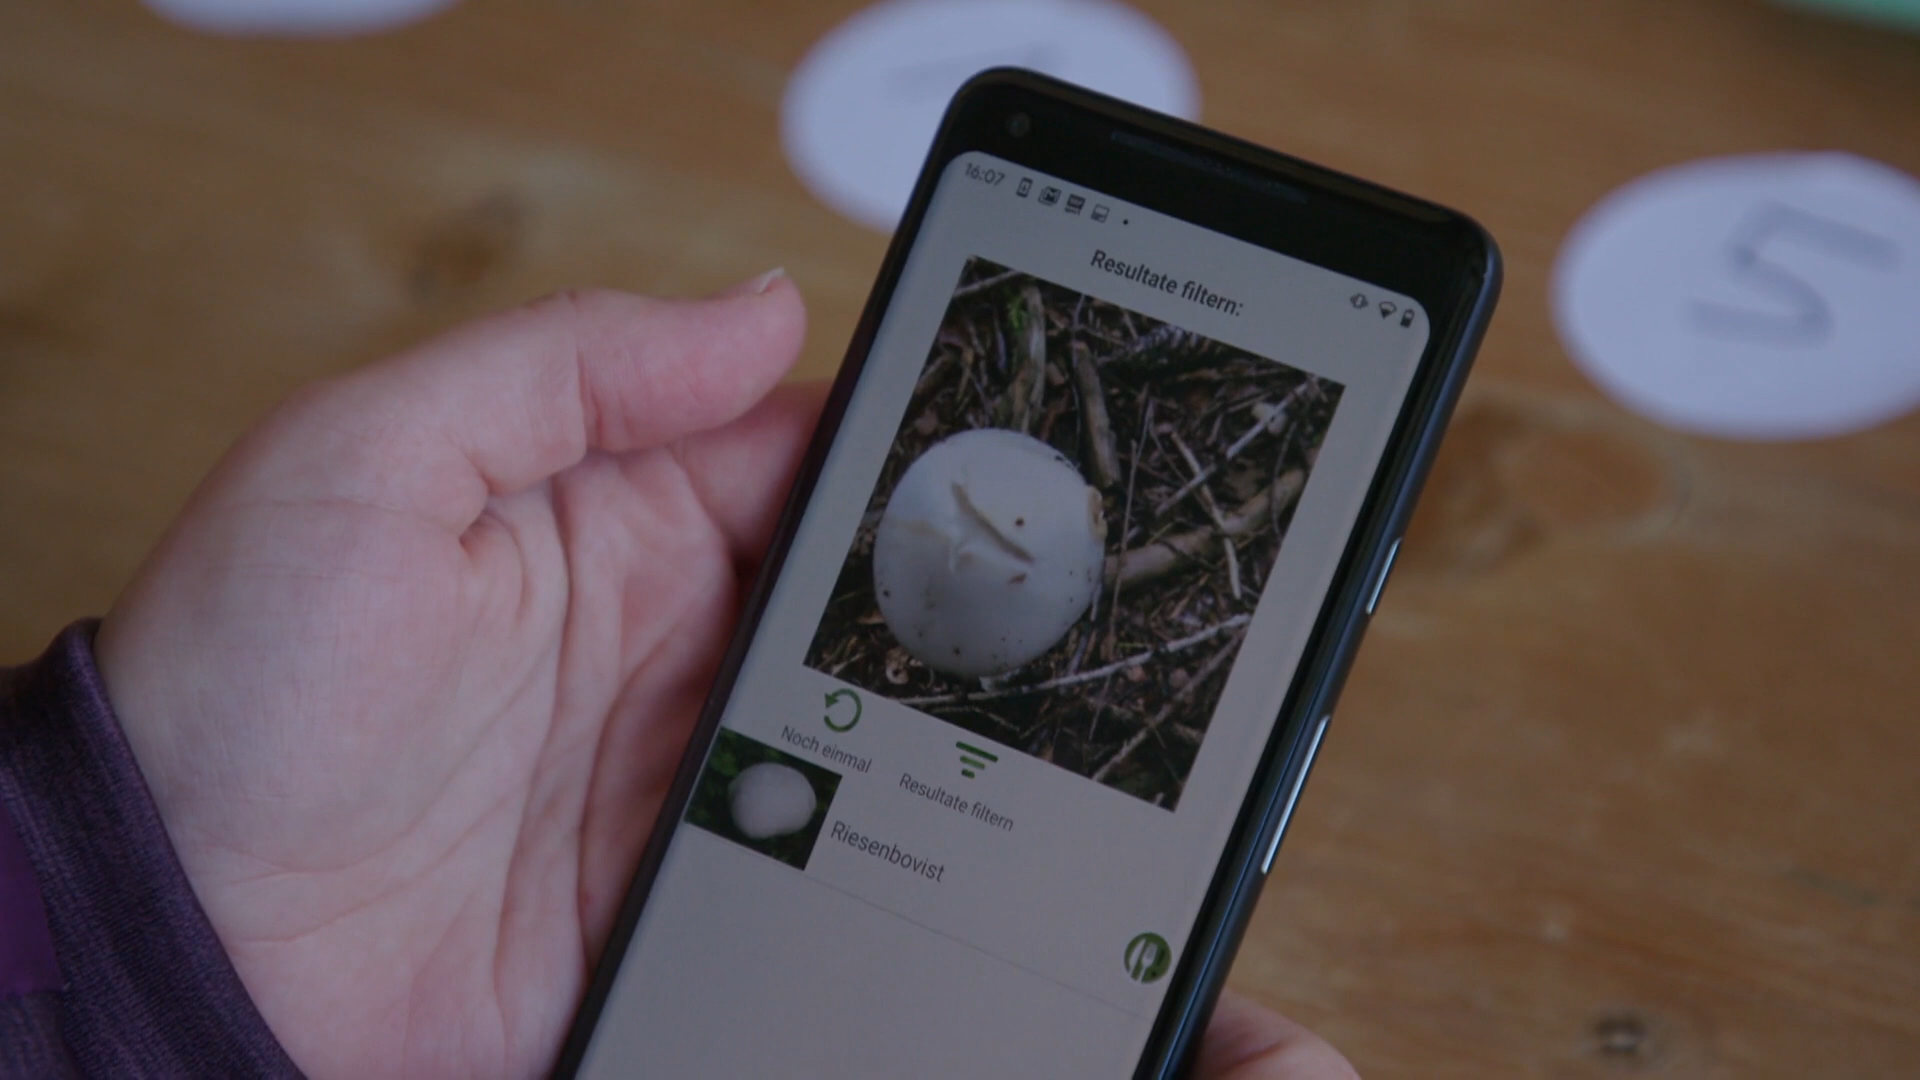 16:07
Resultate filtern:
Noch einmal
Resultate filtern
Riesenbovist
5